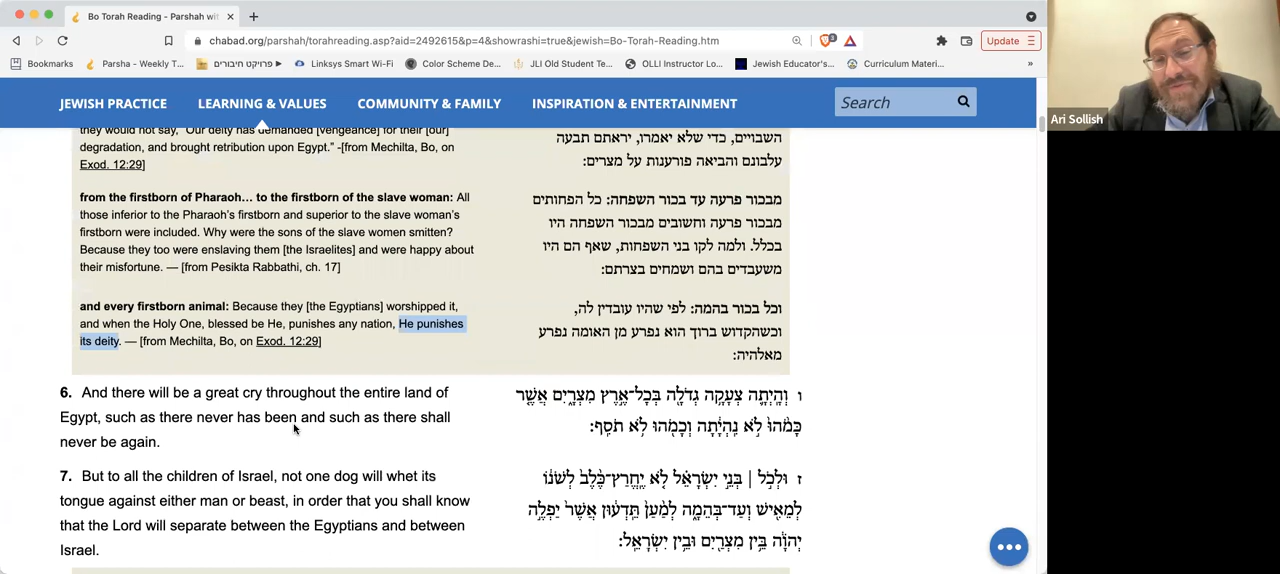 Bo Torah Reading - Parshah wit
chabad.org/parshah/torahreading.asp?aid=2492615&p=4&showrashi=true&jewish=Bo-Torah-Reading.htm
Update
Bookmarks
Parsha - Weekly T...
פרויקט חיבורים
Linksys Smart Wi-Fi
Color Scheme De...
JLI Old Student Te...
OLLI Instructor Lo...
Jewish Educator's...
Curriculum Materi...
Ari Sollish
JEWISH PRACTICE
LEARNING & VALUES
COMMUNITY & FAMILY
INSPIRATION & ENTERTAINMENT
Search
they would not say, "Our deity has demanded [vengeance] for their [our]
degradation, and brought retribution upon Egypt." -[from Mechilta, Bo, on
Exod. 12:29]
השבויים, כדי שלא יאמרו, יראתם תבעה
עלבונם והביאה פורענות על מצרים:
from the firstborn of Pharaoh... to the firstborn of the slave woman: All
those inferior to the Pharaoh's firstborn and superior to the slave woman's
firstborn were included. Why were the sons of the slave women smitten?
Because they too were enslaving them [the Israelites] and were happy about
their misfortune. — [from Pesikta Rabbathi, ch. 17]
מבכור פרעה עד בכור השפחה: כל הפחותים
מבכור פרעה וחשובים מבכור השפחה היו
בכלל. ולמה לקו בני השפחות, שאף הם היו
משעבדים בהם ושמחים בצרתם:
and every firstborn animal: Because they [the Egyptians] worshipped it,
and when the Holy One, blessed be He, punishes any nation, He punishes
its deity. — [from Mechilta, Bo, on Exod. 12:29]
וכל בכור בהמה: לפי שהיו עובדין לה,
וכשהקדוש ברוך הוא נפרע מן האומה נפרע
מאלהיה:
6. And there will be a great cry throughout the entire land of
Egypt, such as there never has been and such as there shall
never be again.
ו וְהָיְתָה צְעָקָה גְדֹלָה בְּכָל־אֶרֶץ מִצְרָיִם אֲשֶׁר
כָּמֹהוּ לֹא נִהְיָתָה וְכָמֹהוּ לֹא תֹסִף:
7. But to all the children of Israel, not one dog will whet its
tongue against either man or beast, in order that you shall know
that the Lord will separate between the Egyptians and between
Israel.
ז וּלְכֹל | בְּנֵי יִשְׂרָאֵל לֹא יֶחֱרַץ־כֶּלֶב לְשֹׁנוֹ
לְמֵאִישׁ וְעַד־בְּהֵמָה לְמַעַן תֵּדְעוּן אֲשֶׁר יַפְלֶה
יְהֹוָה בֵּין מִצְרַיִם וּבֵין יִשְׂרָאֵל: